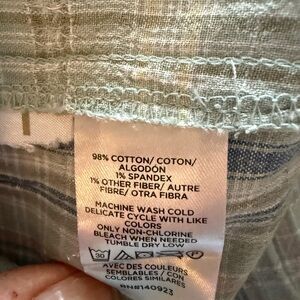 98% COTTON/ COTON/
ALGODÓN
1% SPANDEX
1% OTHER FIBER/ AUTRE
FIBRE/ OTRA FIBRA
MACHINE WASH COLD
DELICATE CYCLE WITH LIKE
COLORS
ONLY NON-CHLORINE
BLEACH WHEN NEEDED
TUMBLE DRY LOW
30
AVEC DES COULEURS
SEMBLABLES / CON
COLORES SIMILARES
RN#140923